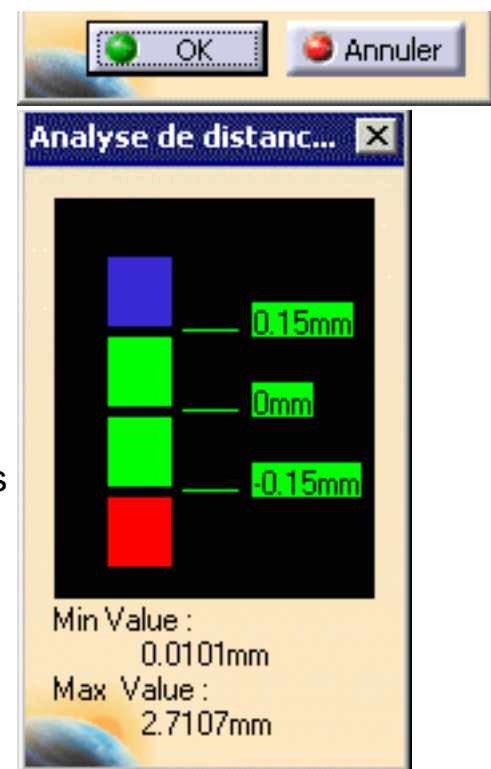 OK Annuler
Analyse de distanc...
0.15mm
0mm
-0.15mm
s
Min Value :
0.0101mm
Max Value :
2.7107mm